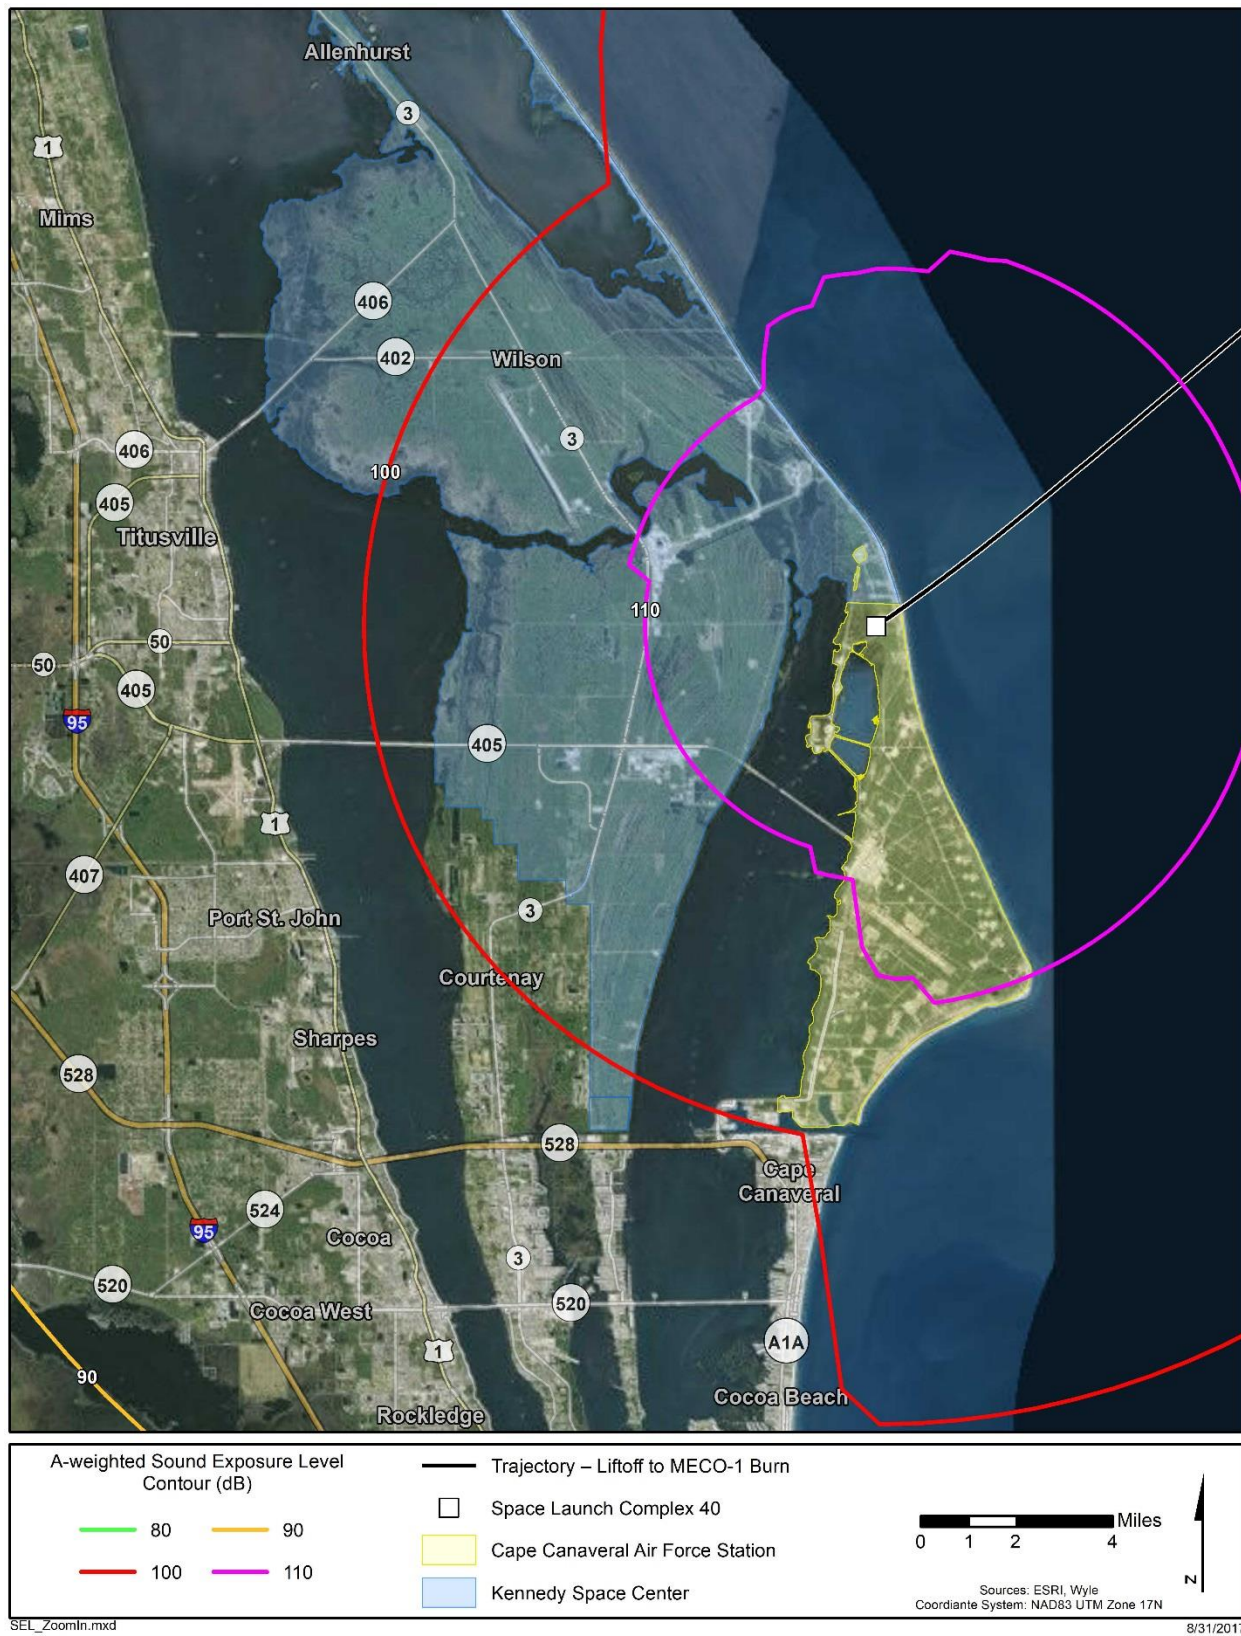 Allenhurst
3
1
Mims
406
402
Wilson
3
406
100
405
Titusville
110
50
50
405
95
405
1
407
Port St. John
3
Courtenay
Sharpes
528
528
Cape
Canaveral
524
95
Cocoa
3
520
520
Cocoa West
A1A
1
90
Cocoa Beach
Rockledge
A-weighted Sound Exposure Level
Contour (dB)
80
90
100
110
Trajectory – Liftoff to MECO-1 Burn
Space Launch Complex 40
Cape Canaveral Air Force Station
Kennedy Space Center
Miles
0 1 2 4
N
Sources: ESRI, Wyle
Coordiante System: NAD83 UTM Zone 17N
SEL_ZoomIn.mxd
8/31/2017